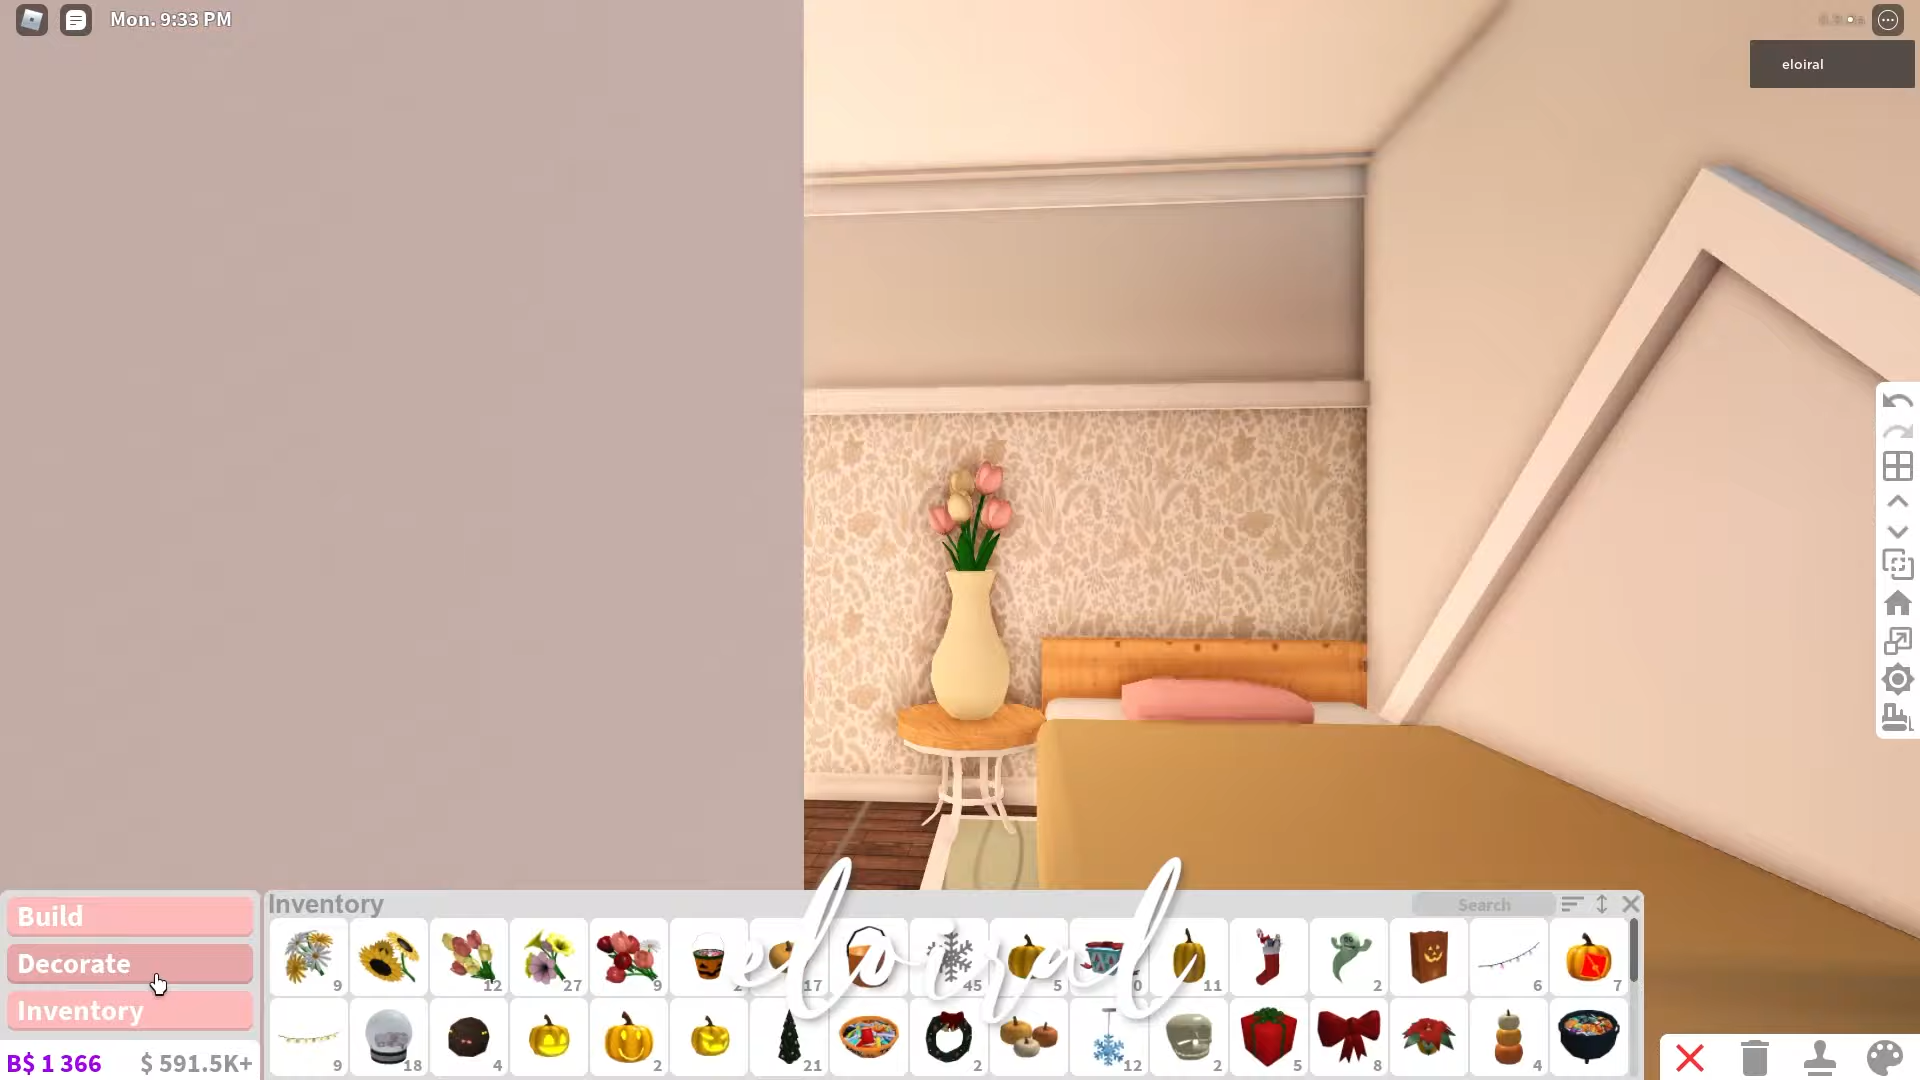 Mon. 9:33 PM
eloiral
Build
Decorate
Inventory
B$ 1 366
$ 591.5K+
Inventory
Search
9
12
27
9
17
45
5
11
2
6
7
9
18
4
2
21
2
12
2
5
8
4
eloiral